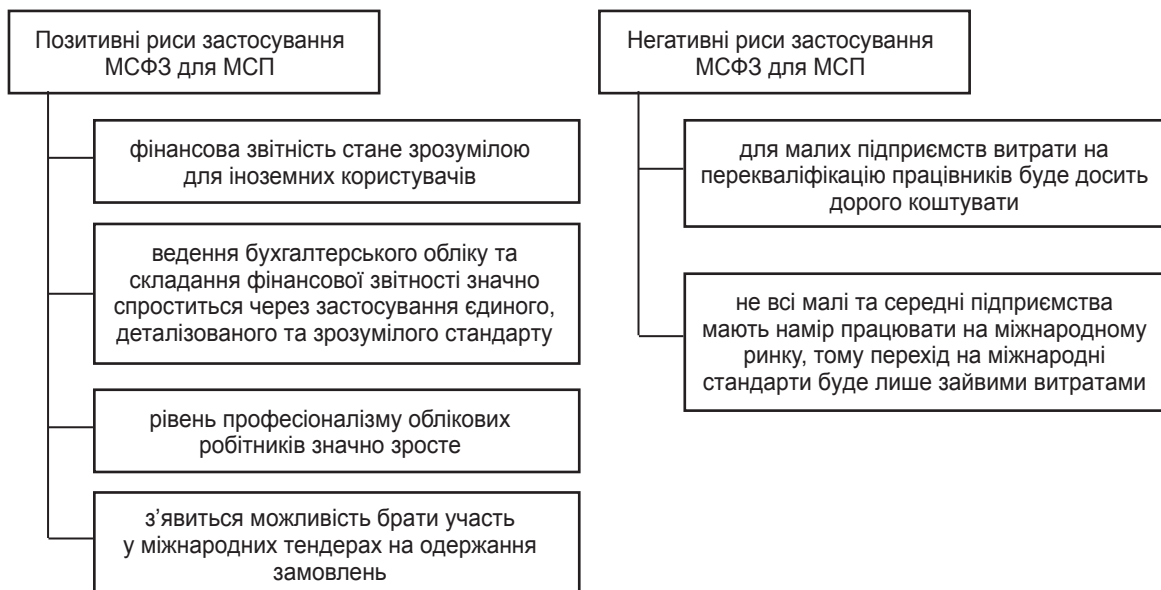 Позитивні риси застосування
МСФЗ для МСП
фінансова звітність стане зрозумілою
для іноземних користувачів
ведення бухгалтерського обліку та
складання фінансової звітності значно
спроститься через застосування єдиного,
деталізованого та зрозумілого стандарту
рівень професіоналізму облікових
робітників значно зросте
з’явиться можливість брати участь
у міжнародних тендерах на одержання
замовлень
Негативні риси застосування
МСФЗ для МСП
для малих підприємств витрати на
перекваліфікацію працівників буде досить
дорого коштувати
не всі малі та середні підприємства
мають намір працювати на міжнародному
ринку, тому перехід на міжнародні
стандарти буде лише зайвими витратами